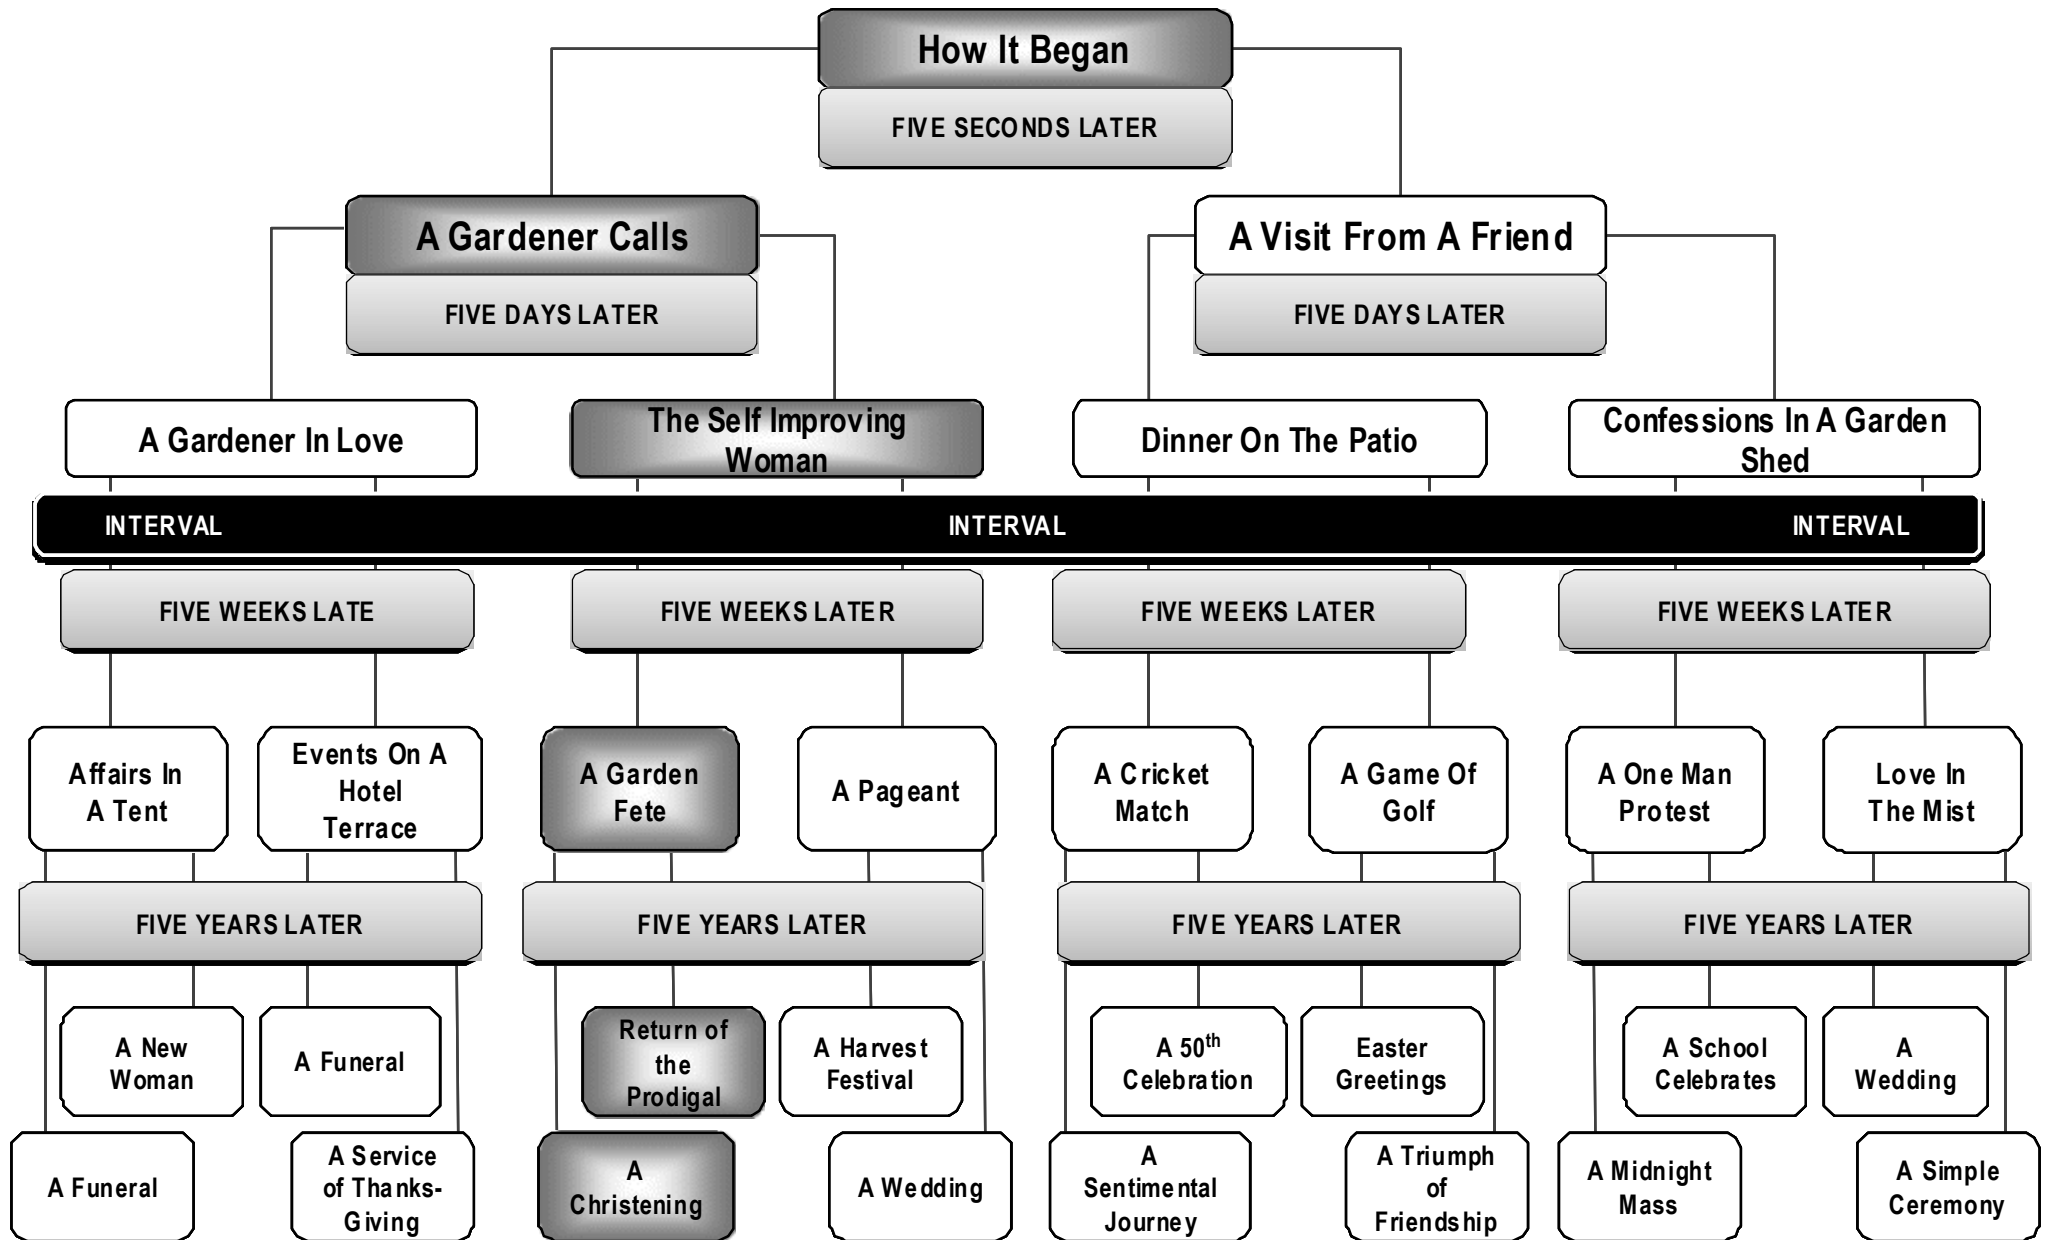 How It Began
FIVE SECONDS LATER
A Gardener Calls
A Visit From A Friend
FIVE DAYS LATER
FIVE DAYS LATER
A Gardener In Love
The Self Improving
Woman
Dinner On The Patio
Confessions In A Garden
Shed
INTERVAL
INTERVAL
INTERVAL
FIVE WEEKS LATE
FIVE WEEKS LATER
FIVE WEEKS LATER
FIVE WEEKS LATER
Affairs In
A Tent
Events On A
Hotel
Terrace
A Garden
Fete
A Pageant
A Cricket
Match
A Game Of
Golf
A One Man
Protest
Love In
The Mist
FIVE YEARS LATER
FIVE YEARS LATER
FIVE YEARS LATER
FIVE YEARS LATER
A New
Woman
A Funeral
Return of
the
Prodigal
A Harvest
Festival
A 50th
Celebration
Easter
Greetings
A School
Celebrates
A
Wedding
A Funeral
A Service
of Thanks-
Giving
A
Christening
A Wedding
A
Sentimental
Journey
A Triumph
of
Friendship
A Midnight
Mass
A Simple
Ceremony